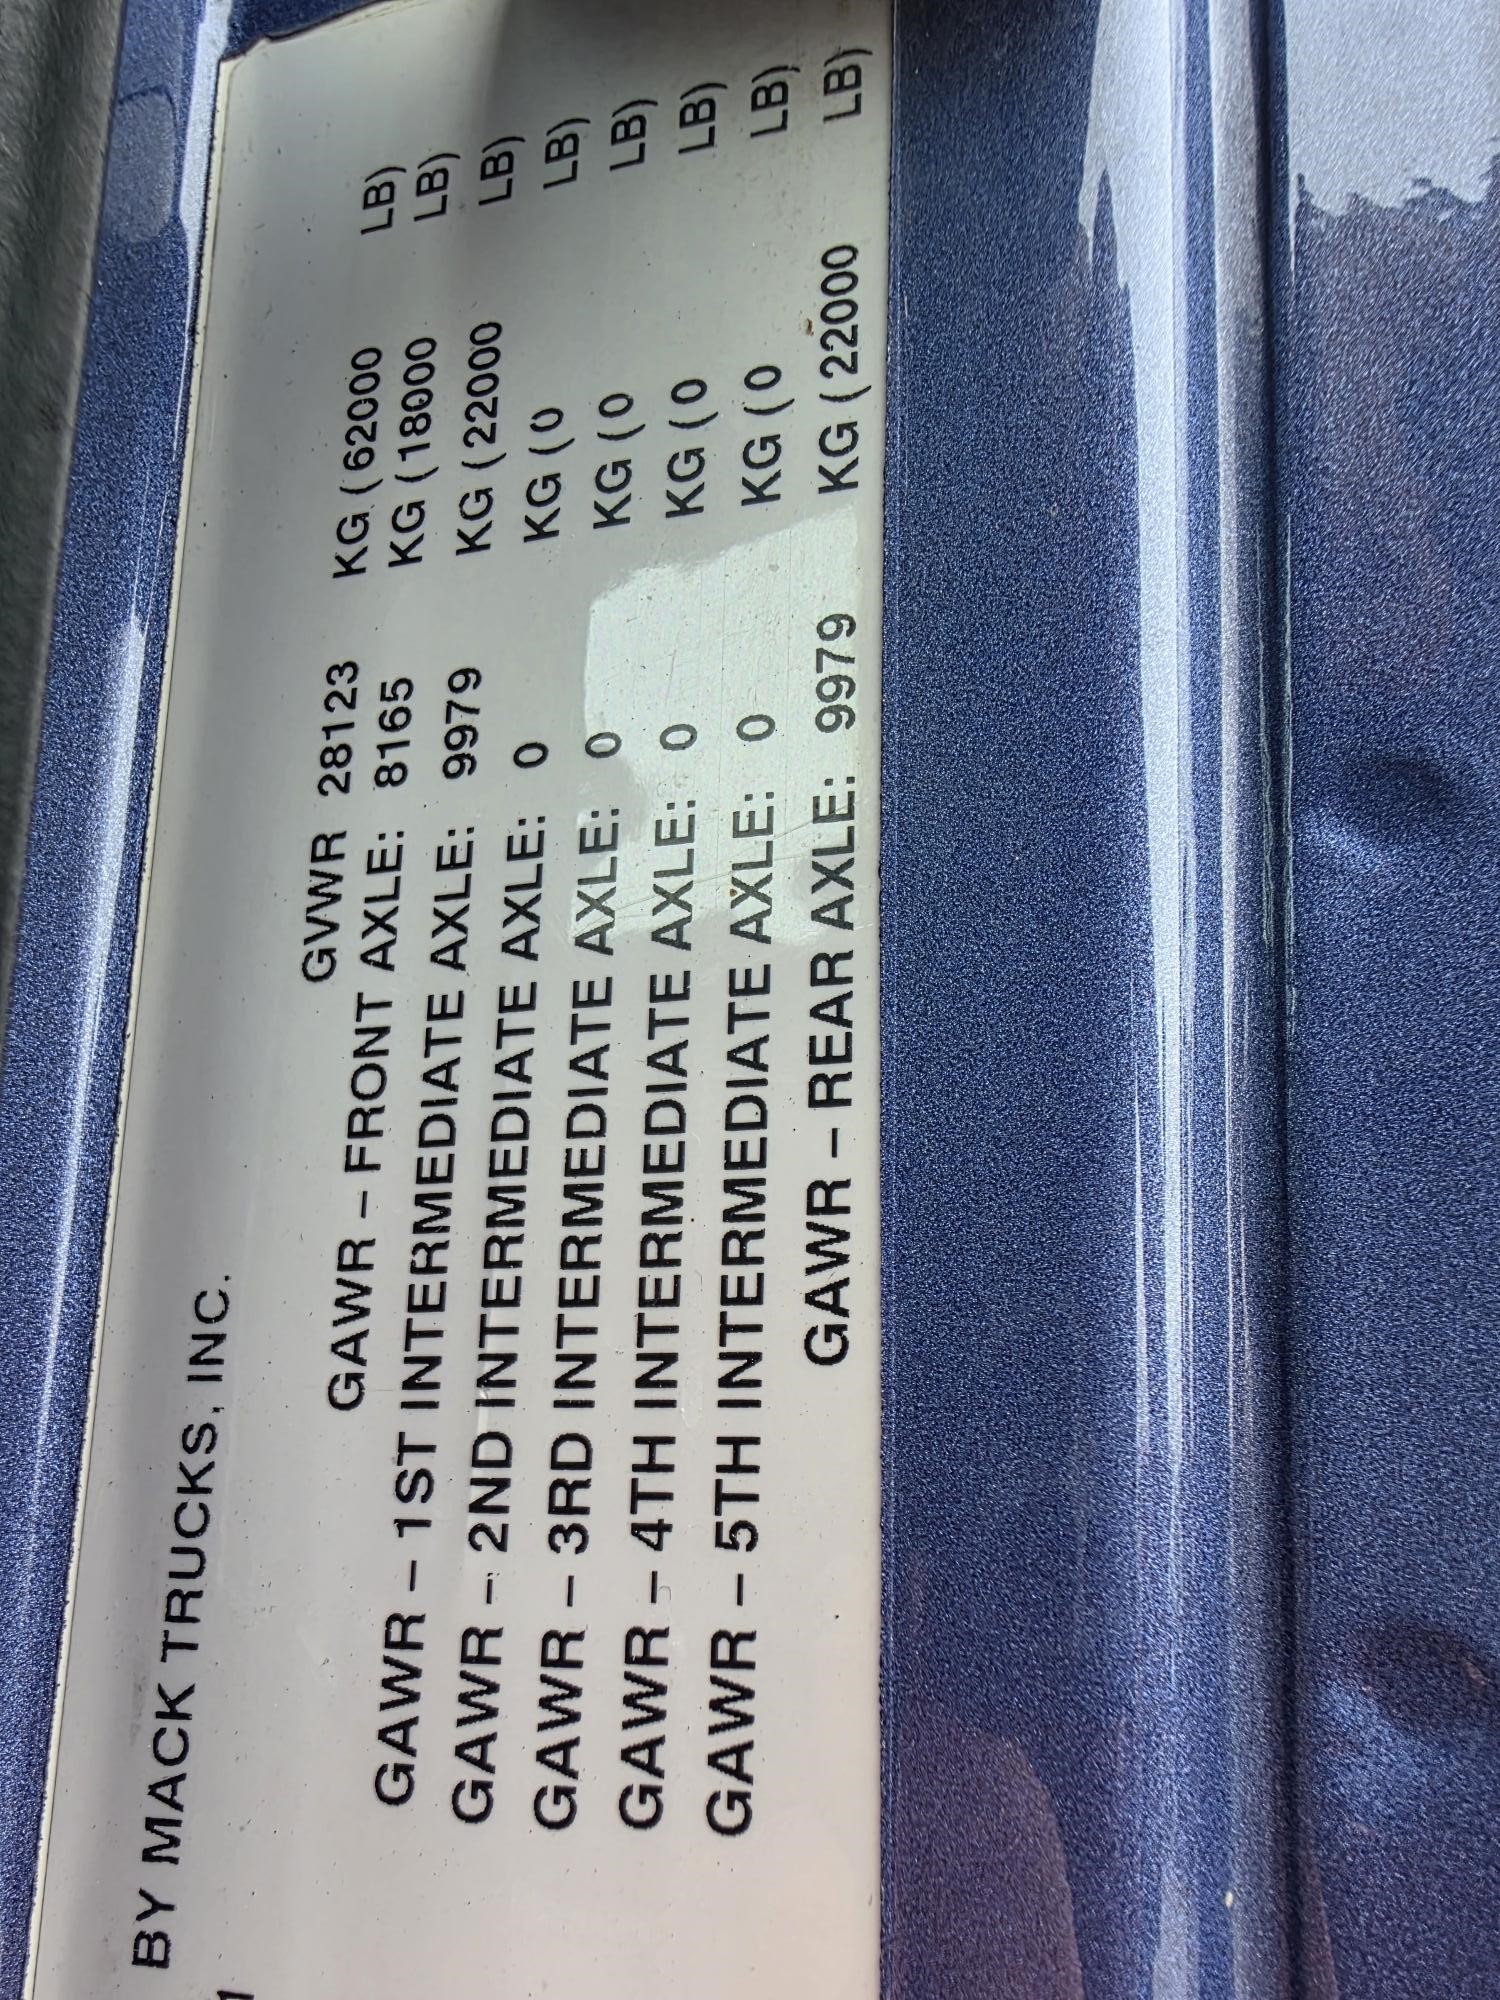 BY MACK TRUCKS, INC.
1
GVWR 28123 KG (62000 LB)
GAWR – FRONT AXLE: 8165 KG (18000 LB)
GAWR – 1ST INTERMEDIATE AXLE: 9979 KG (22000 LB)
GAWR – 2ND INTERMEDIATE AXLE: 0 KG (0 LB)
GAWR – 3RD INTERMEDIATE AXLE: 0 KG (0 LB)
GAWR – 4TH INTERMEDIATE AXLE: 0 KG (0 LB)
GAWR – 5TH INTERMEDIATE AXLE: 0 KG (0 LB)
GAWR – REAR AXLE: 9979 KG (22000 LB)